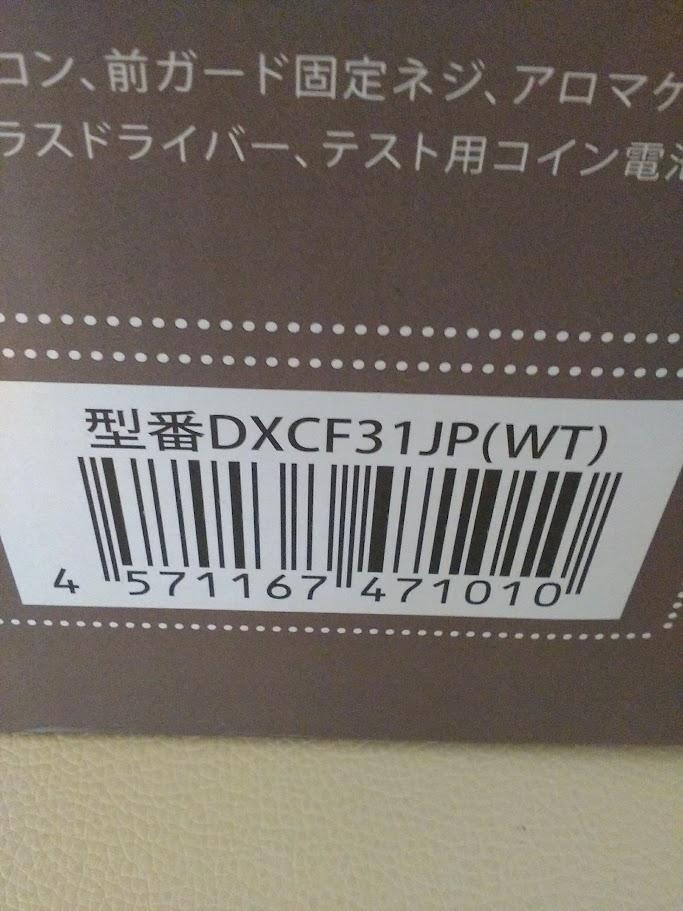 コン、前ガード固定ネジ、アロマケ
ラスドライバー、テスト用コイン電池
型番DXCF31JP(WT)
4 571167 471010